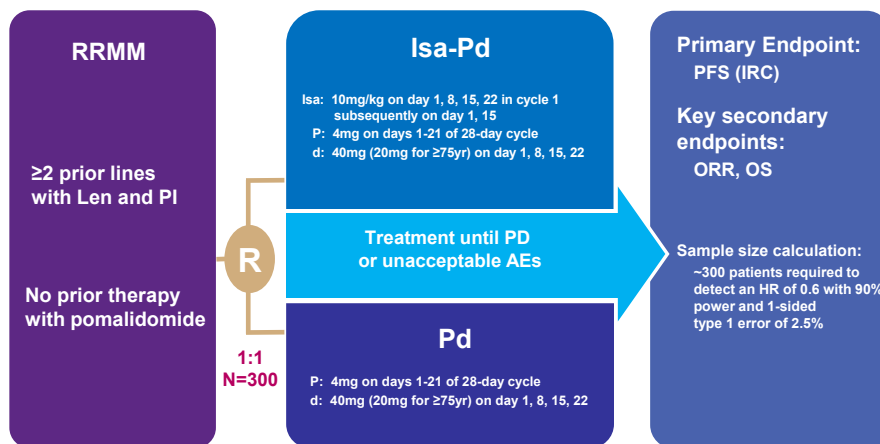 RRMM
≥2 prior lines
with Len and PI
No prior therapy
with pomalidomide
R
1:1
N=300
Isa-Pd
Isa: 10mg/kg on day 1, 8, 15, 22 in cycle 1
subsequently on day 1, 15
P: 4mg on days 1-21 of 28-day cycle
d: 40mg (20mg for ≥75yr) on day 1, 8, 15, 22
Treatment until PD
or unacceptable AEs
Pd
P: 4mg on days 1-21 of 28-day cycle
d: 40mg (20mg for ≥75yr) on day 1, 8, 15, 22
Primary Endpoint:
PFS (IRC)
Key secondary
endpoints:
ORR, OS
Sample size calculation:
~300 patients required to
detect an HR of 0.6 with 90%
power and 1-sided
type 1 error of 2.5%